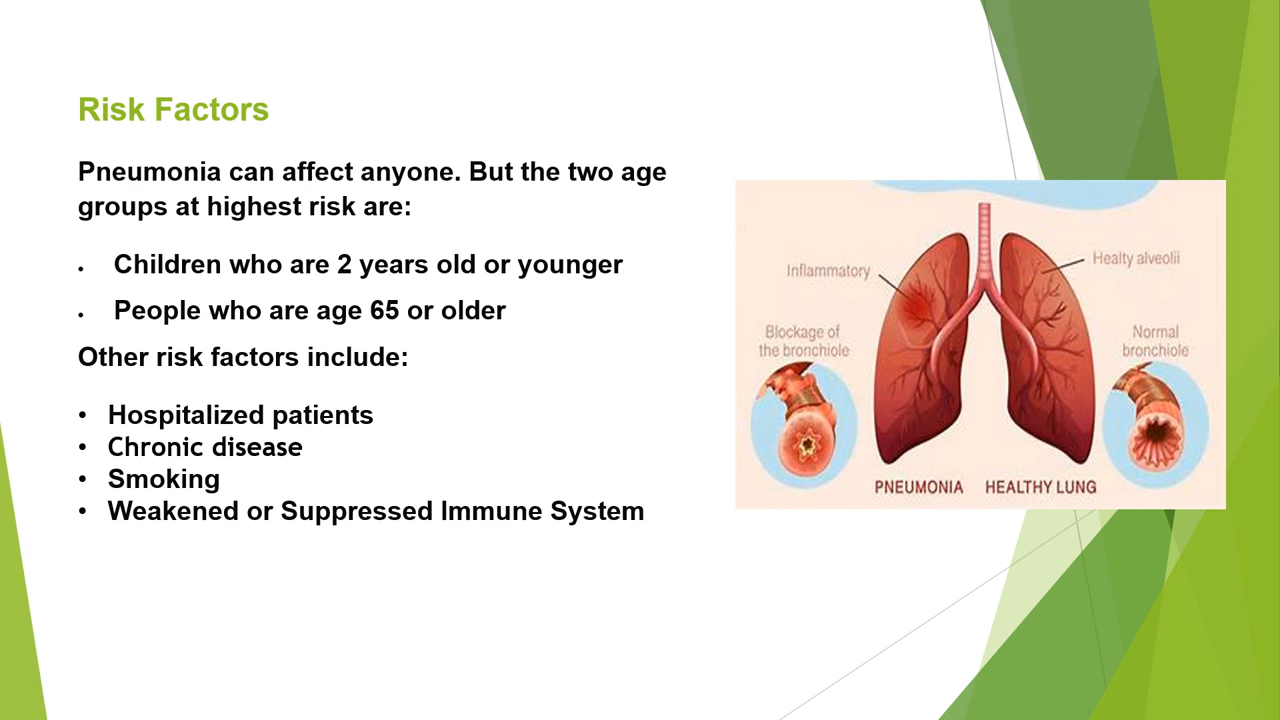 Risk Factors
Pneumonia can affect anyone. But the two age
groups at highest risk are:
• Children who are 2 years old or younger
• People who are age 65 or older
Other risk factors include:
• Hospitalized patients
• Chronic disease
• Smoking
• Weakened or Suppressed Immune System
Inflammatory
Healty alveolii
Blockage of
the bronchiole
Normal
bronchiole
PNEUMONIA
HEALTHY LUNG